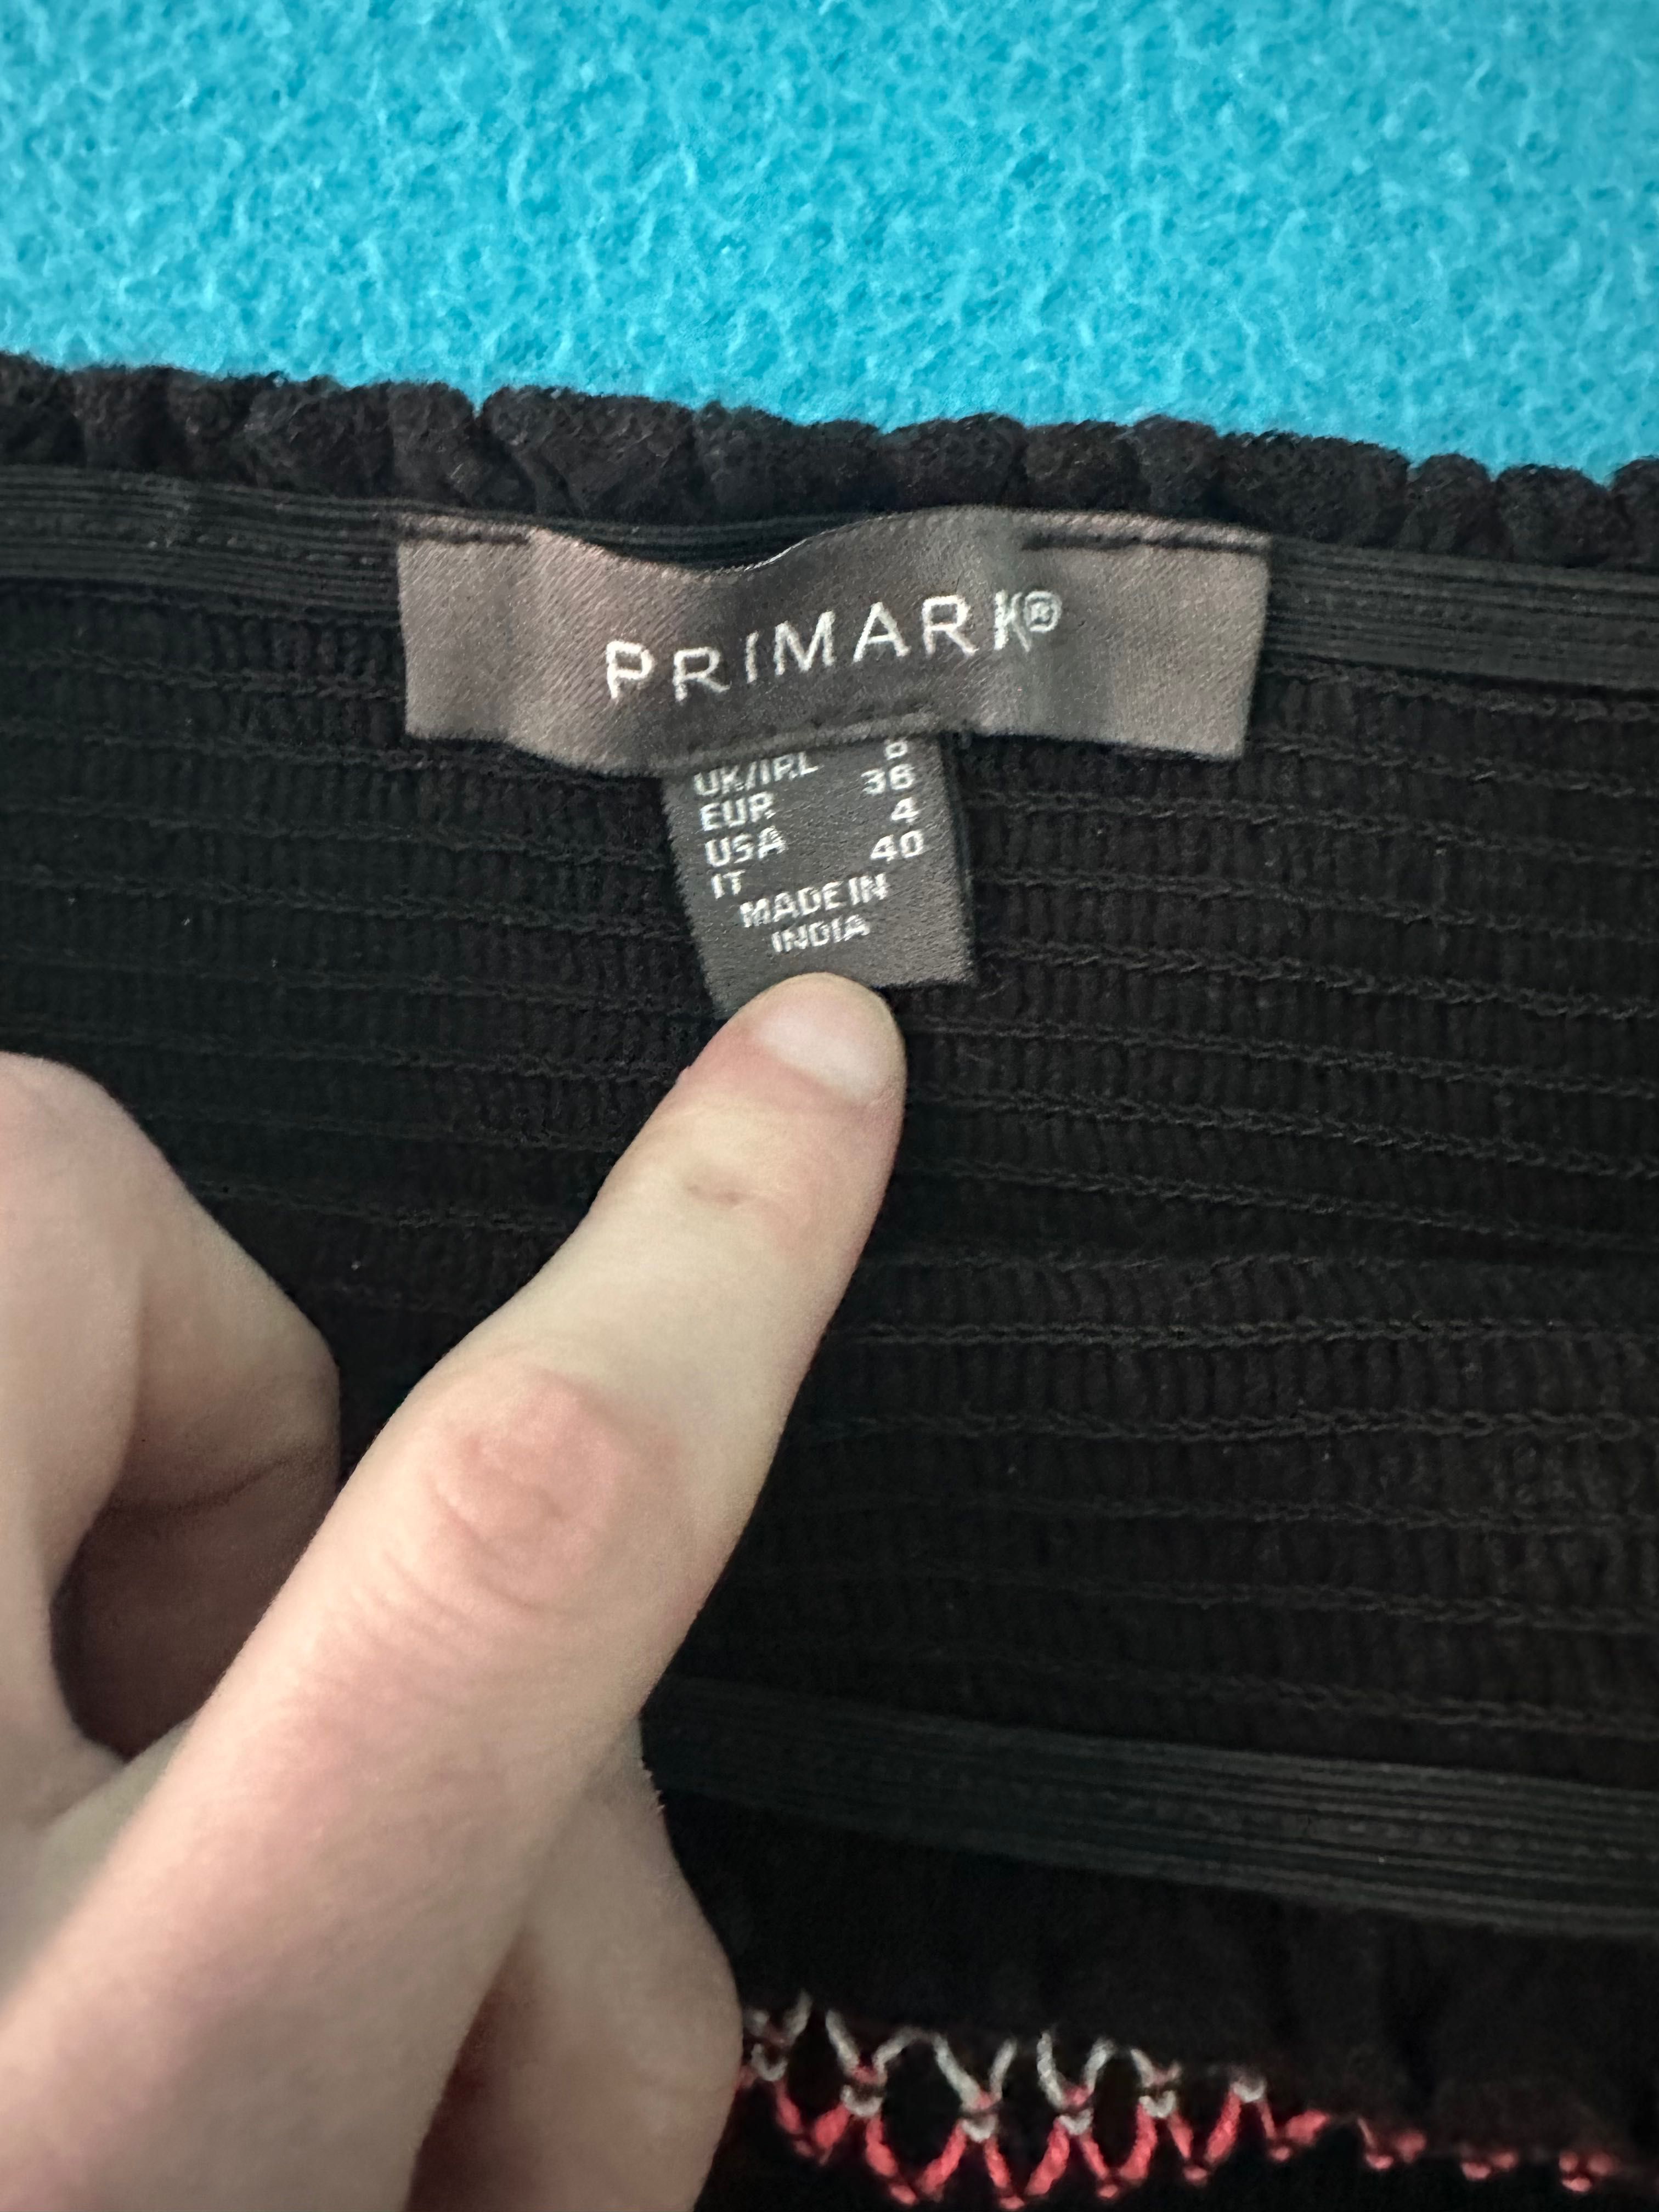 PRIMARK®
UK/IRL
EUR 36
USA 4
IT 40
MADE IN
INDIA